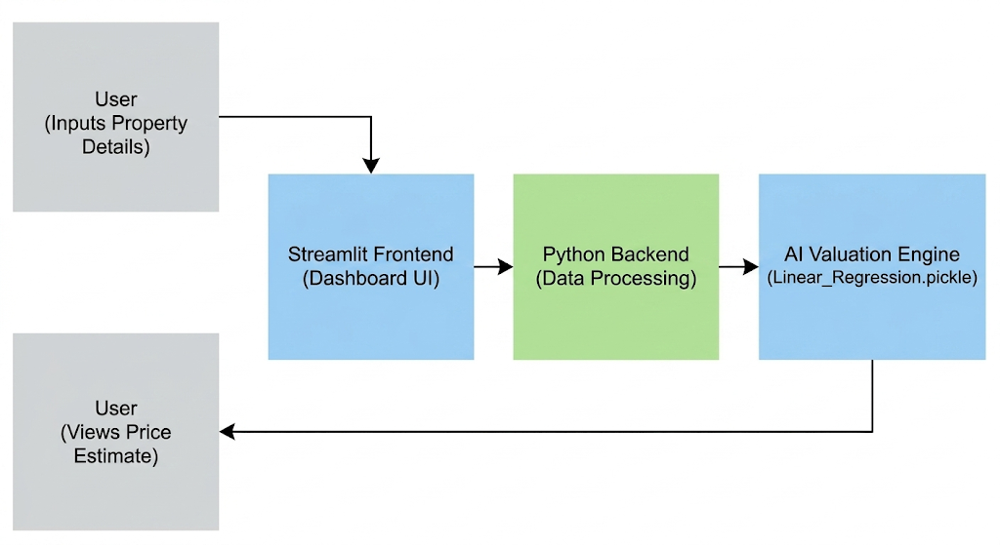 User
(Inputs Property
Details)
Streamlit Frontend
(Dashboard UI)
Python Backend
(Data Processing)
AI Valuation Engine
(Linear_Regression.pickle)
User
(Views Price
Estimate)